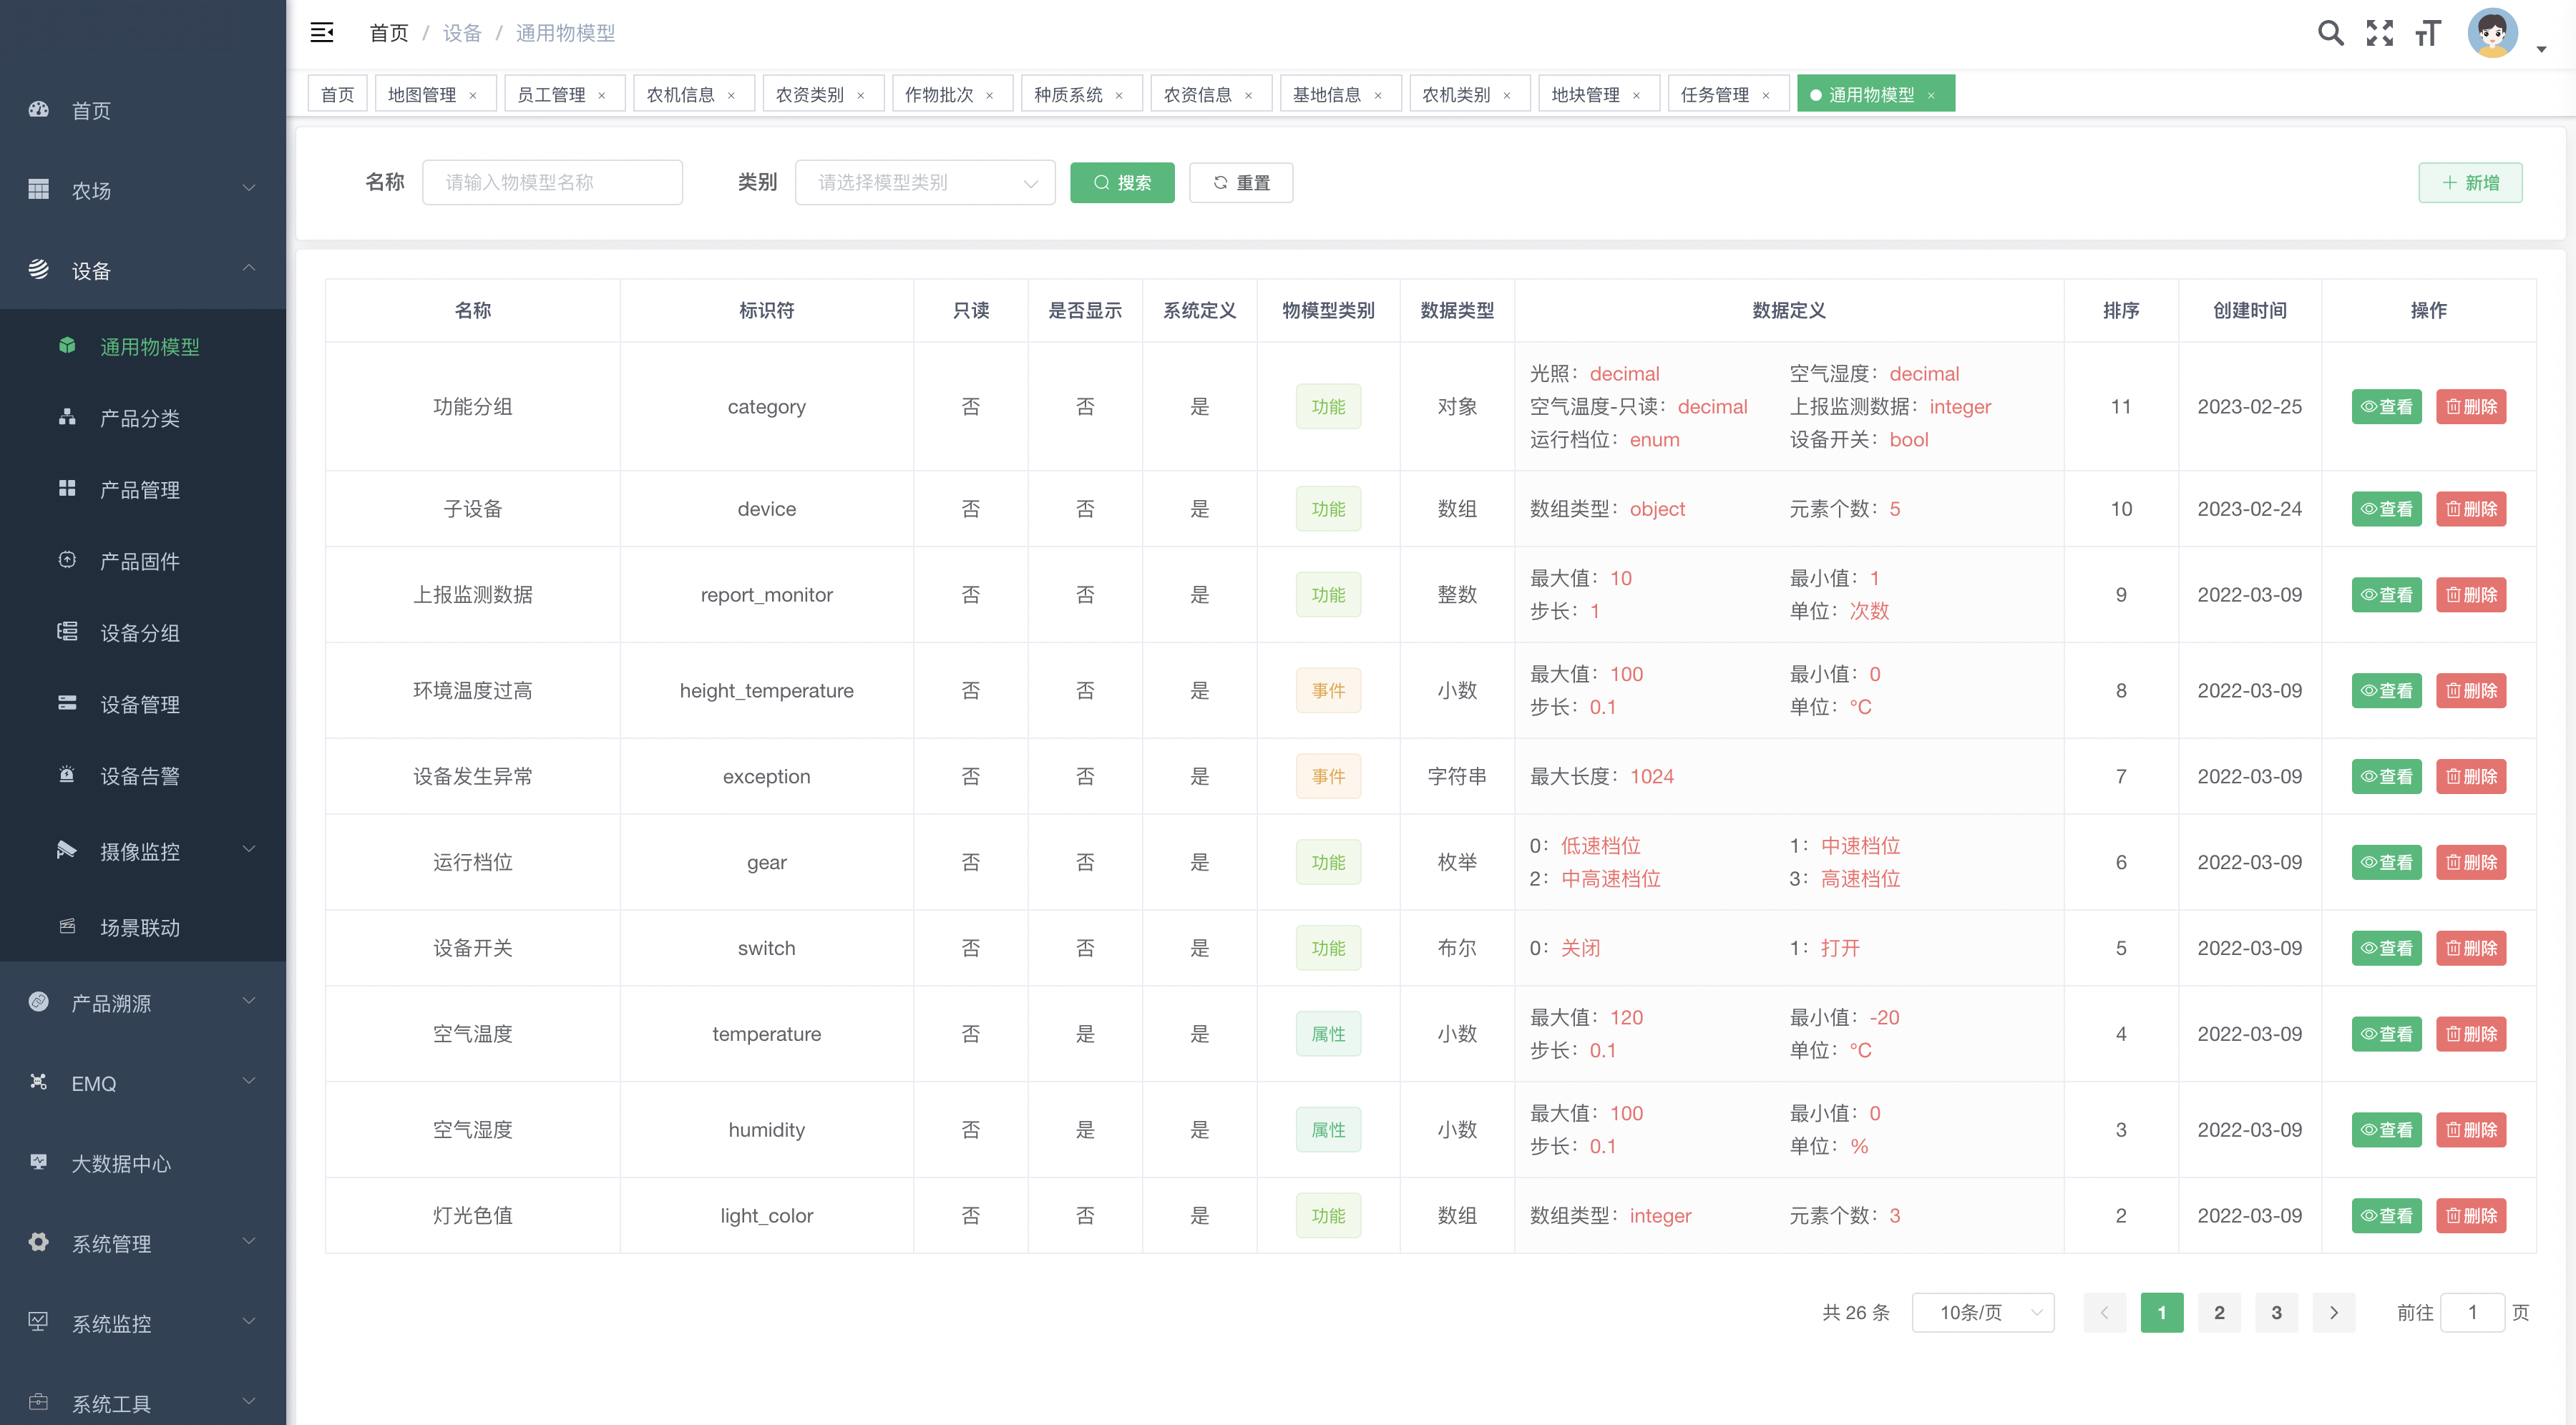 首页 / 设备 / 通用物模型
首页
地图管理 ×
员工管理 ×
农机信息 ×
农资类别 ×
作物批次 ×
种质系统 ×
农资信息 ×
基地信息 ×
农机类别 ×
地块管理 ×
任务管理 ×
通用物模型 ×
首页
农场
设备
通用物模型
产品分类
产品管理
产品固件
设备分组
设备管理
设备告警
摄像监控
场景联动
产品溯源
EMQ
大数据中心
系统管理
系统监控
系统工具
名称 请输入物模型名称 类别 请选择模型类别 搜索 重置 新增
名称 标识符 只读 是否显示 系统定义 物模型类别 数据类型 数据定义 排序 创建时间 操作
功能分组 category 否 否 是 功能 对象
光照： decimal 空气湿度： decimal
空气温度-只读： decimal 上报监测数据： integer
运行档位： enum 设备开关： bool
11 2023-02-25 查看 删除
子设备 device 否 否 是 功能 数组 数组类型： object 元素个数： 5 10 2023-02-24 查看 删除
上报监测数据 report_monitor 否 否 是 功能 整数
最大值： 10 最小值： 1
步长： 1 单位： 次数
9 2022-03-09 查看 删除
环境温度过高 height_temperature 否 否 是 事件 小数
最大值： 100 最小值： 0
步长： 0.1 单位： °C
8 2022-03-09 查看 删除
设备发生异常 exception 否 否 是 事件 字符串 最大长度： 1024 7 2022-03-09 查看 删除
运行档位 gear 否 否 是 功能 枚举
0： 低速档位 1： 中速档位
2： 中高速档位 3： 高速档位
6 2022-03-09 查看 删除
设备开关 switch 否 否 是 功能 布尔 0： 关闭 1： 打开 5 2022-03-09 查看 删除
空气温度 temperature 否 是 是 属性 小数
最大值： 120 最小值： -20
步长： 0.1 单位： °C
4 2022-03-09 查看 删除
空气湿度 humidity 否 是 是 属性 小数
最大值： 100 最小值： 0
步长： 0.1 单位： %
3 2022-03-09 查看 删除
灯光色值 light_color 否 否 是 功能 数组 数组类型： integer 元素个数： 3 2 2022-03-09 查看 删除
共 26 条 10条/页 1 2 3 前往 1 页